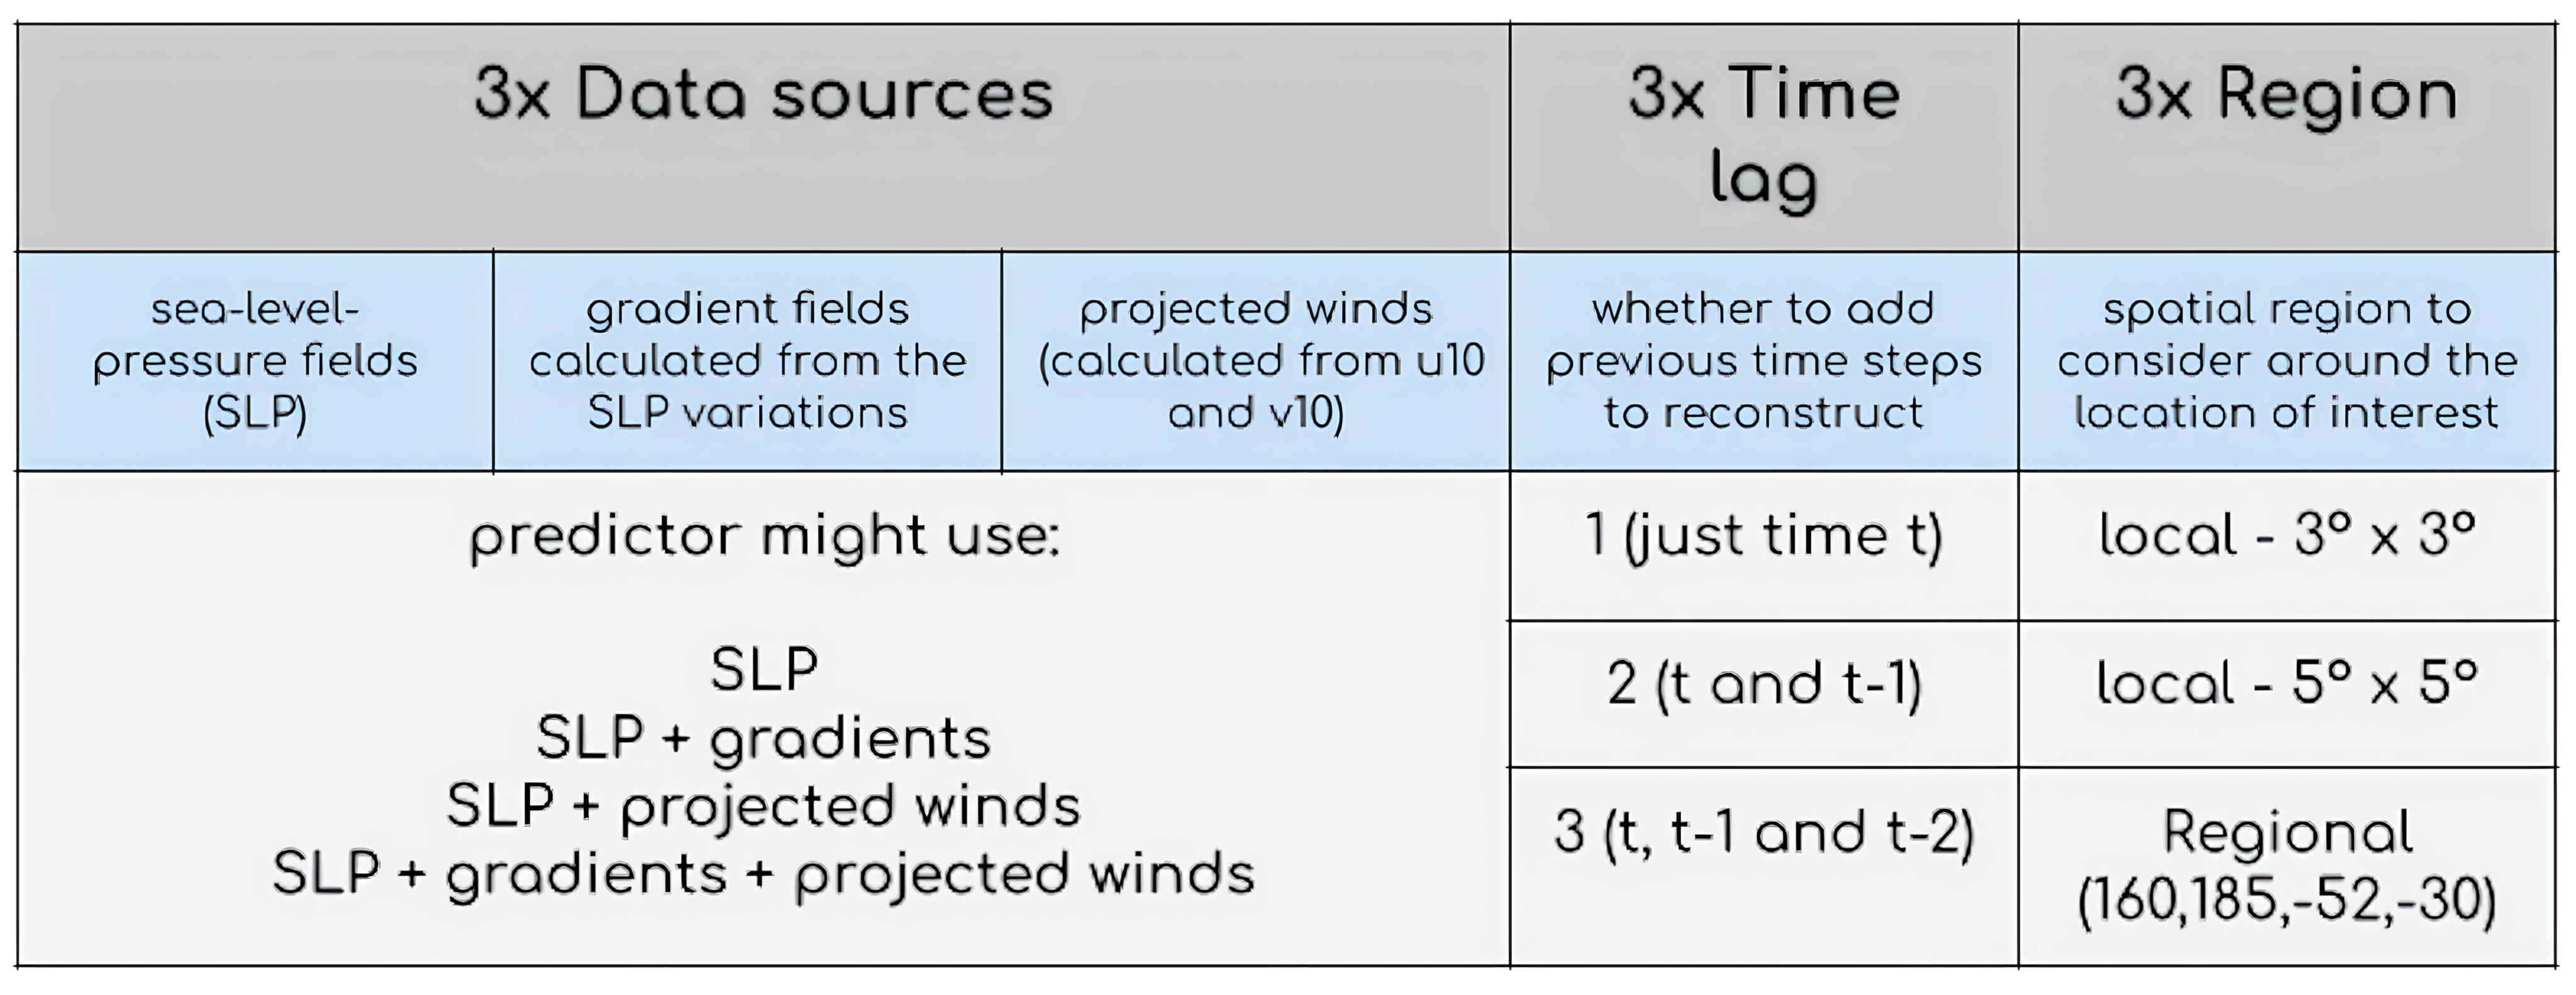 3x Data sources
3x Time
lag
3x Region
sea-level-
pressure fields
(SLP)
gradient fields
calculated from the
SLP variations
projected winds
(calculated from u10
and v10)
whether to add
previous time steps
to reconstruct
spatial region to
consider around the
location of interest
predictor might use:
SLP
SLP + gradients
SLP + projected winds
SLP + gradients + projected winds
1 (just time t)
local - 3° x 3°
2 (t and t-1)
local - 5° x 5°
3 (t, t-1 and t-2)
Regional
(160,185,-52,-30)